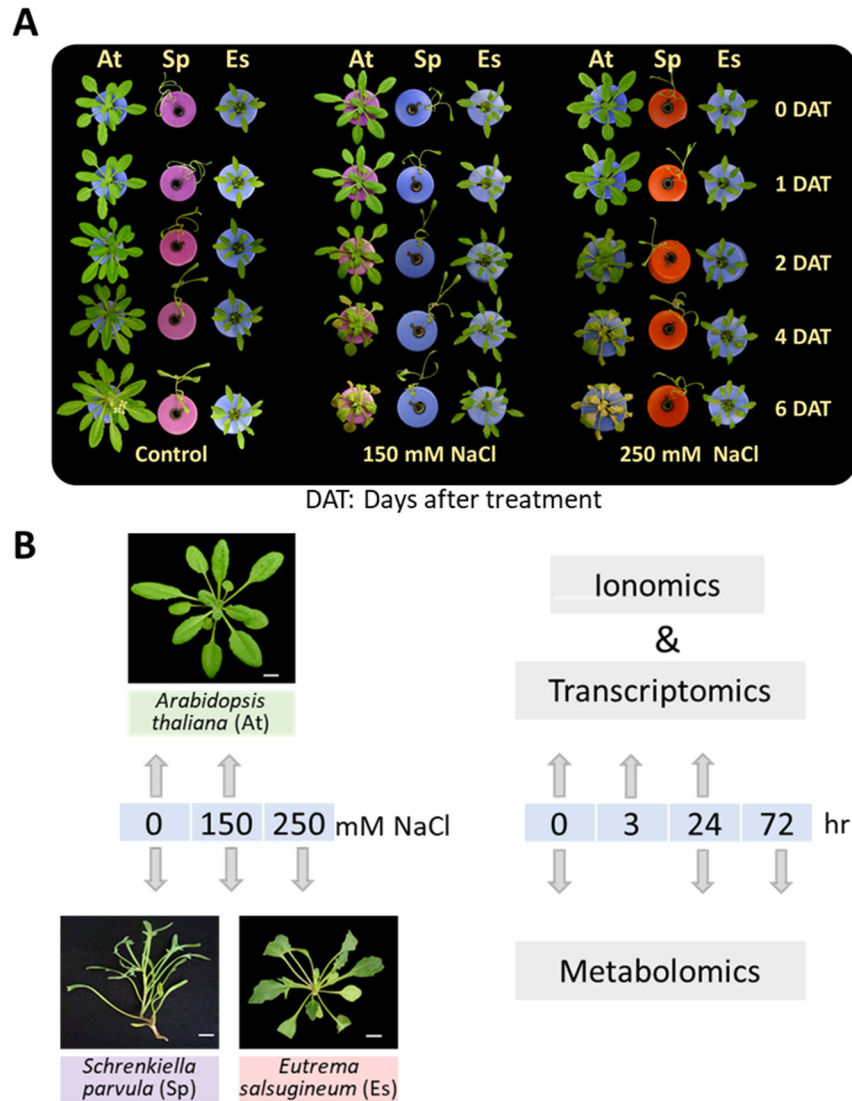 A
At Sp Es At Sp Es At Sp Es
0 DAT
1 DAT
2 DAT
4 DAT
6 DAT
Control 150 mM NaCl 250 mM NaCl
DAT: Days after treatment
B
Arabidopsis
thaliana (At)
0 150 250 mM NaCl
Schrenkiella
parvula (Sp)
Eutrema
salsugineum (Es)
Ionomics
&
Transcriptomics
0 3 24 72 hr
Metabolomics